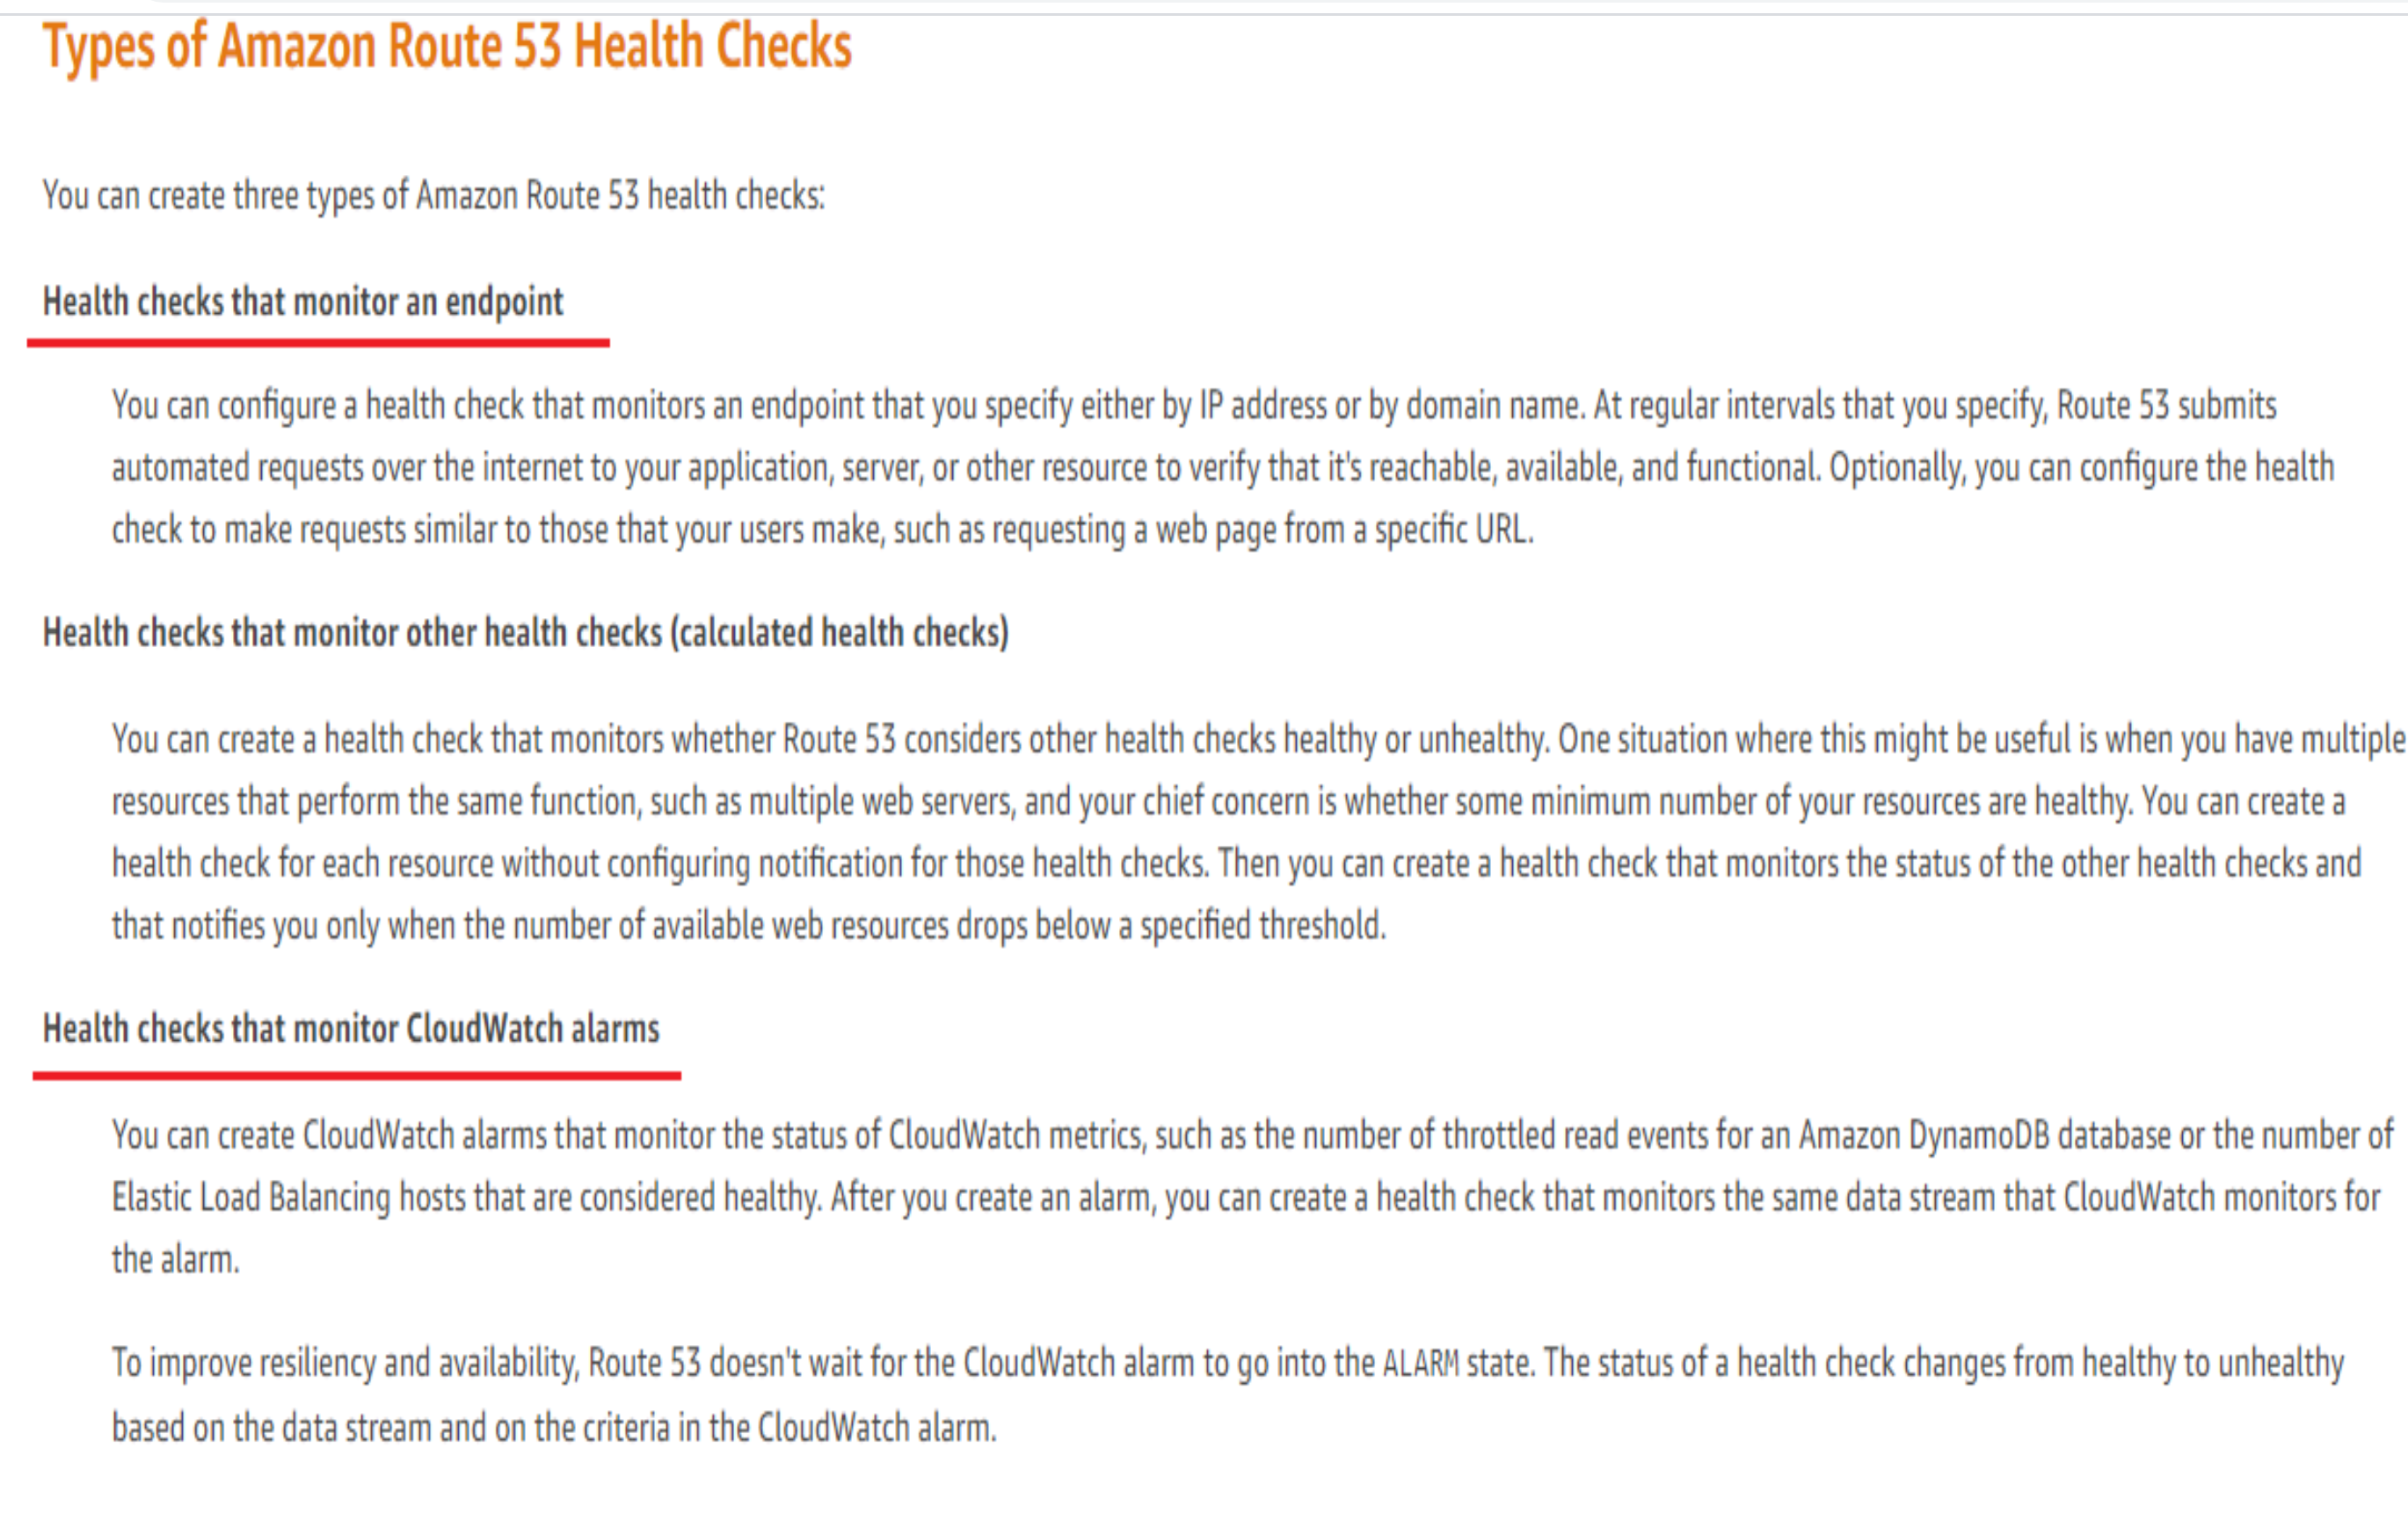 Types of Amazon Route 53 Health Checks
You can create three types of Amazon Route 53 health checks:
Health checks that monitor an endpoint
You can configure a health check that monitors an endpoint that you specify either by IP address or by domain name. At regular intervals that you specify, Route 53 submits
automated requests over the internet to your application, server, or other resource to verify that it's reachable, available, and functional. Optionally, you can configure the health
check to make requests similar to those that your users make, such as requesting a web page from a specific URL.
Health checks that monitor other health checks (calculated health checks)
You can create a health check that monitors whether Route 53 considers other health checks healthy or unhealthy. One situation where this might be useful is when you have multiple
resources that perform the same function, such as multiple web servers, and your chief concern is whether some minimum number of your resources are healthy. You can create a
health check for each resource without configuring notification for those health checks. Then you can create a health check that monitors the status of the other health checks and
that notifies you only when the number of available web resources drops below a specified threshold.
Health checks that monitor CloudWatch alarms
You can create CloudWatch alarms that monitor the status of CloudWatch metrics, such as the number of throttled read events for an Amazon DynamoDB database or the number of
Elastic Load Balancing hosts that are considered healthy. After you create an alarm, you can create a health check that monitors the same data stream that CloudWatch monitors for
the alarm.
To improve resiliency and availability, Route 53 doesn't wait for the CloudWatch alarm to go into the ALARM state. The status of a health check changes from healthy to unhealthy
based on the data stream and on the criteria in the CloudWatch alarm.